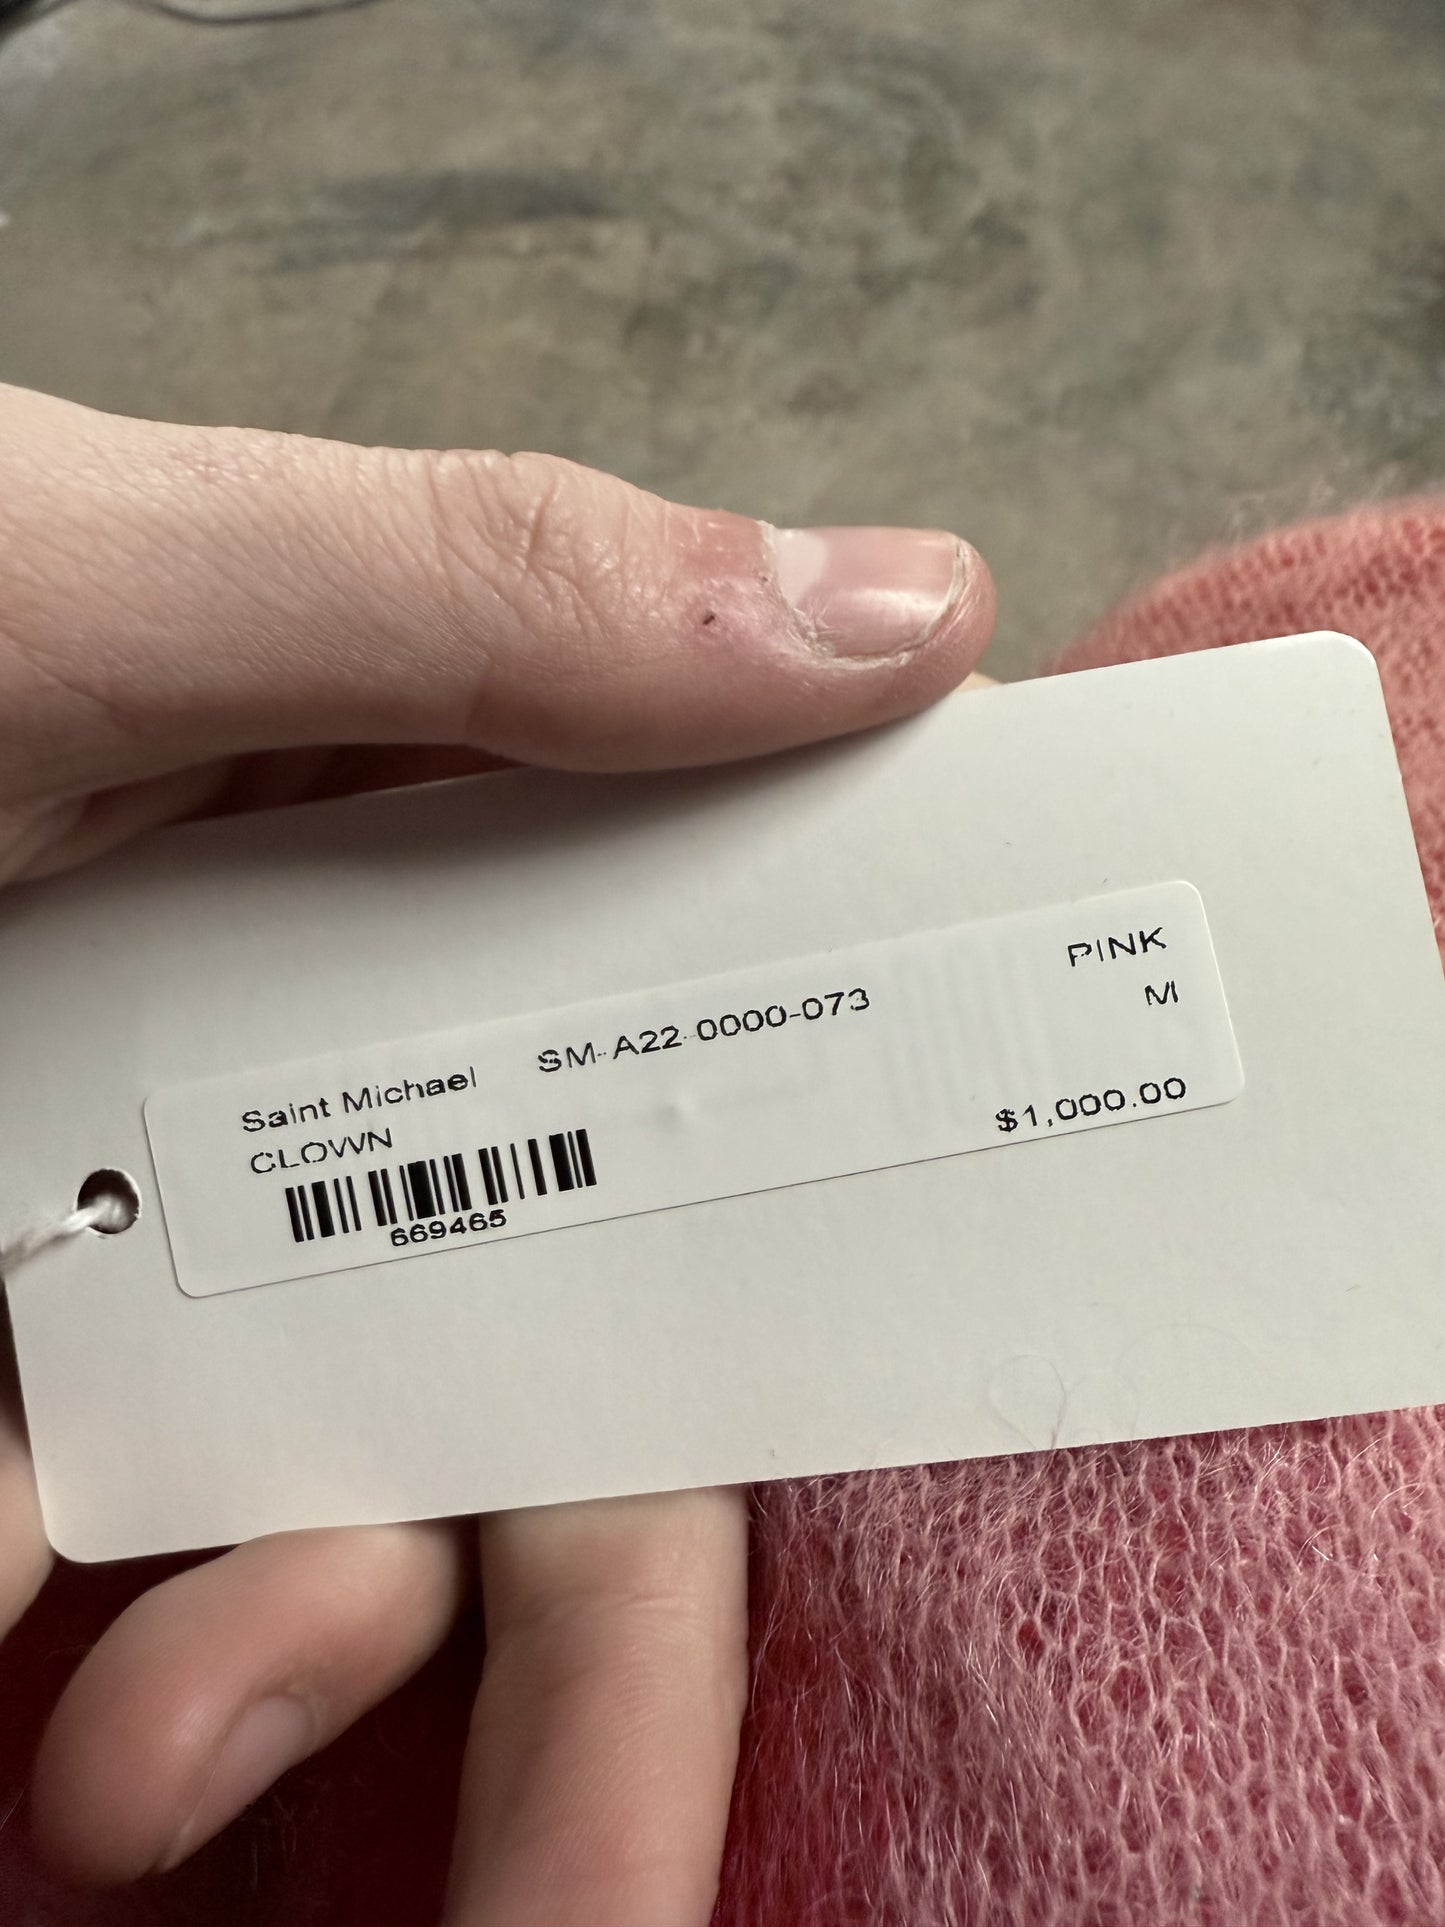 Saint Michael SM-A22-0000-073 PINK
CLOWN M
669465 $1,000.00